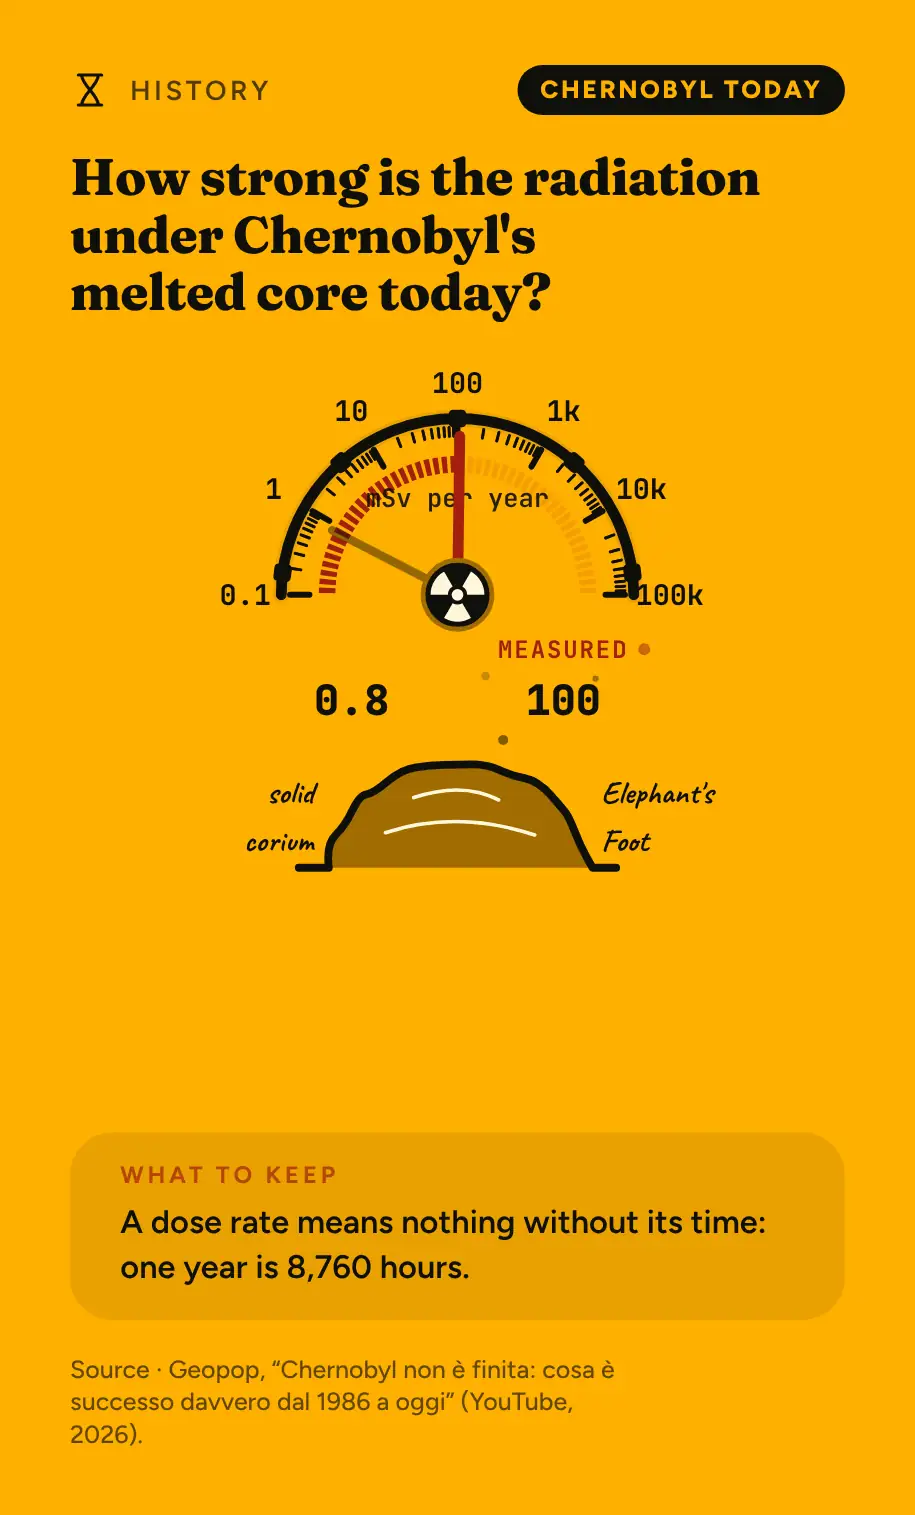 HISTORY
CHERNOBYL TODAY
How strong is the radiation
under Chernobyl's
melted core today?
100
10
1k
1
10k
mSv per year
0.1
100k
MEASURED
0.8
100
solid
Elephant's
corium
Foot
WHAT TO KEEP
A dose rate means nothing without its time:
one year is 8,760 hours.
Source · Geopop, “Chernobyl non è finita: cosa è
successo davvero dal 1986 a oggi” (YouTube,
2026).